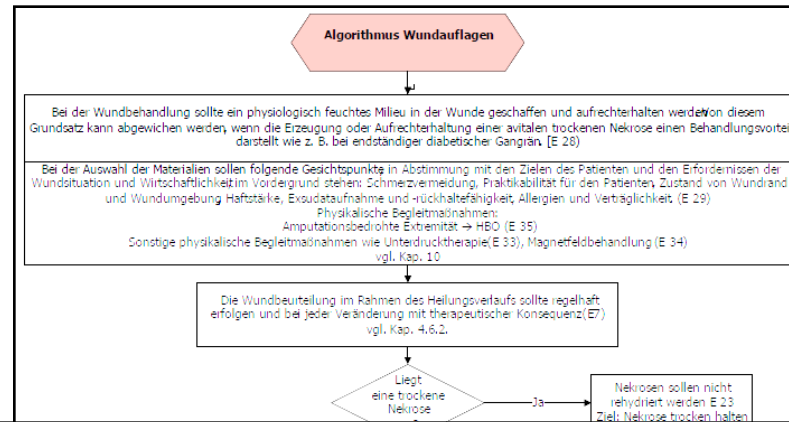 Algorithmus Wundauflagen
Bei der Wundbehandlung sollte ein physiologisch feuchtes Milieu in der Wunde geschaffen und aufrechterhalten werden. Von diesem
Grundsatz kann abgewichen werden, wenn die Erzeugung oder Aufrechterhaltung einer avitalen trockenen Nekrose einen Behandlungsvortei
darstellt wie z. B. bei endständiger diabetischer Gangrän. [E 28)
Bei der Auswahl der Materialien sollen folgende Gesichtspunkte in Abstimmung mit den Zielen des Patienten und den Erfordernissen der
Wundsituation und Wirtschaftlichkeit im Vordergrund stehen: Schmerzvermeidung, Praktikabilität für den Patienten, Zustand von Wundrand
und Wundumgebung, Haftstärke, Exsudataufnahme und -rückhaltefähigkeit, Allergien und Verträglichkeit. (E 29)
Physikalische Begleitmaßnahmen:
Amputationsbedrohte Extremität → HBO (E 35)
Sonstige physikalische Begleitmaßnahmen wie Unterdrucktherapie(E 33), Magnetfeldbehandlung (E 34)
vgl. Kap. 10
Die Wundbeurteilung im Rahmen des Heilungsverlaufs sollte regelhaft
erfolgen und bei jeder Veränderung mit therapeutischer Konsequenz(E7)
vgl. Kap. 4.6.2.
Liegt
eine trockene
Nekrose
Ja
Nekrosen sollen nicht
rehydriert werden E 23
Ziel: Nekrose trocken halten